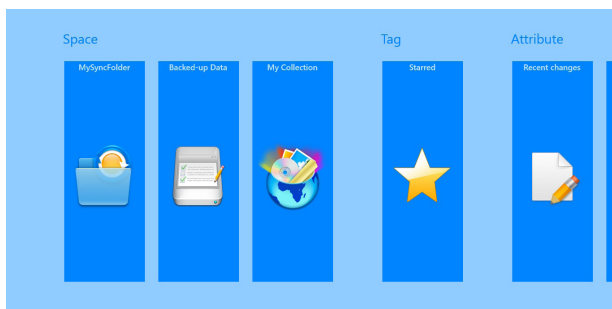 Space
Tag
Attribute
MySyncFolder
Backed-up Data
My Collection
Starred
Recent changes